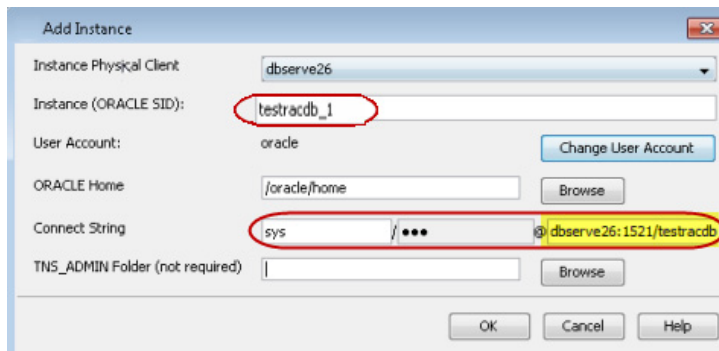 Add Instance
Instance Physical Client dbserve26
Instance (ORACLE SID): testracdb_1
User Account: oracle Change User Account
ORACLE Home /oracle/home Browse
Connect String sys / ●●● @ dbserve26:1521/testracdb
TNS_ADMIN Folder (not required) Browse
OK Cancel Help